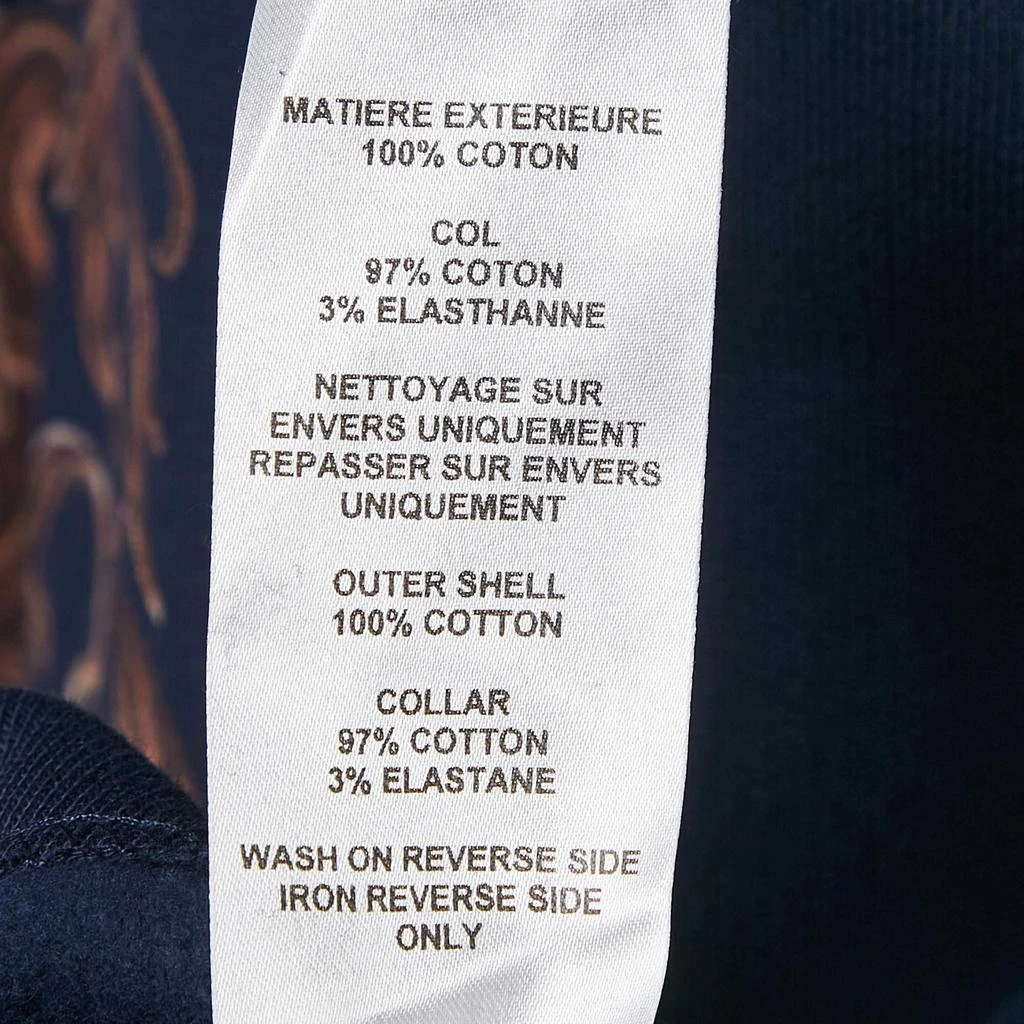 MATIERE EXTERIEURE
100% COTON
COL
97% COTON
3% ELASTHANNE
NETTOYAGE SUR
ENVERS UNIQUEMENT
REPASSER SUR ENVERS
UNIQUEMENT
OUTER SHELL
100% COTTON
COLLAR
97% COTTON
3% ELASTANE
WASH ON REVERSE SIDE
IRON REVERSE SIDE
ONLY